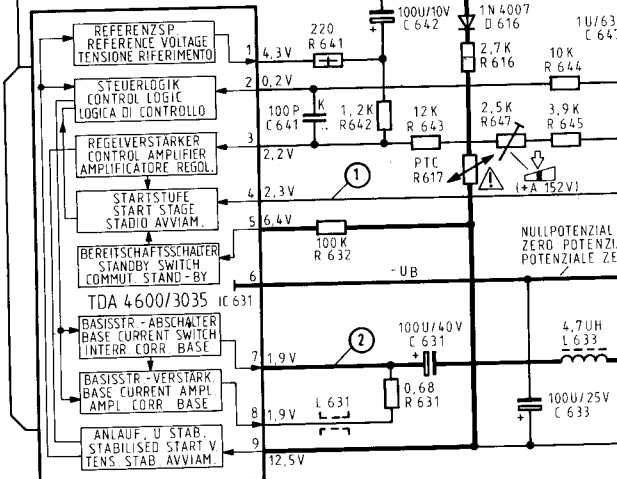 REFERENZSP.
REFERENCE VOLTAGE
TENSIONE RIFERIMENTO
STEUERLOGIK
CONTROL LOGIC
LOGICA DI CONTROLLO
REGELVERSTÄRKER
CONTROL AMPLIFIER
AMPLIFICATORE REGOL.
STARTSTUFE
START STAGE
STADIO AVVIAM.
BEREITSCHAFTSSCHALTER
STANDBY SWITCH
COMMUT. STAND-BY
TDA 4600/3035 IC 631
BASISSTR.-ABSCHALTER
BASE CURRENT SWITCH
INTERR. CORR. BASE
BASISSTR.-VERSTÄRK.
BASE CURRENT AMPL.
AMPL. CORR. BASE
ANLAUF. U STAB.
STABILISED START V.
TENS. STAB. AVVIAM.
1 4,3V
2 0,2V
3
2,2V
4 2,3V
5 6,4V
6
7 1,9V
8 1,9V
9
12,5V
100U/10V
+ C 642
1N4007
D 616
1U/63
C 647
220
R 641
2,7K
R 616
10K
R 644
100P
C 641
K
1,2K
R 642
12K
R 643
2,5K
R 647
3,9K
R 645
PTC
R 617
(+A 152V)
1
100K
R 632
NULLPOTENZIAL
ZERO POTENZI
POTENZIALE ZE
-UB
2
100U/40V
+ C 631
4,7UH
L 633
0,68
R 631
L 631
100U/25V
+ C 633